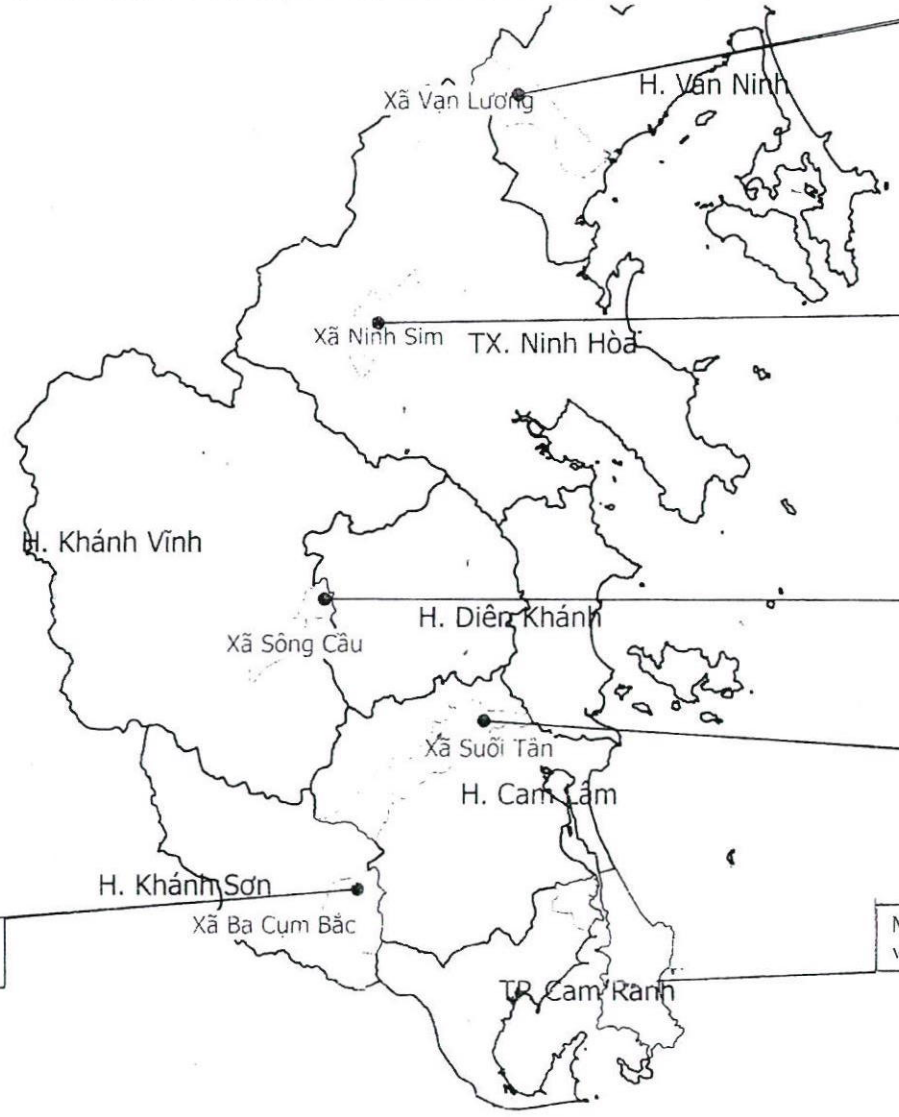 H. Vạn Ninh
Xã Vạn Lương
Xã Ninh Sim
TX. Ninh Hòa
H. Khánh Vĩnh
H. Diên Khánh
Xã Sông Cầu
Xã Suối Tân
H. Cam Lâm
H. Khánh Sơn
Xã Ba Cụm Bắc
TP. Cam Ranh